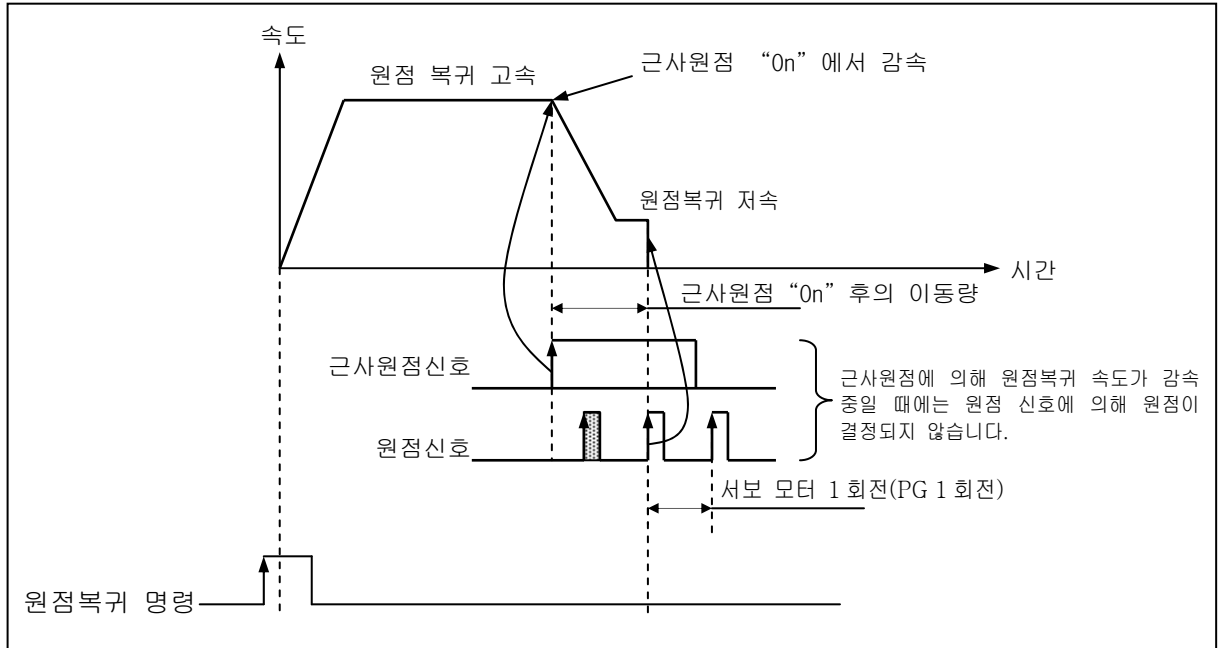 속도
원점 복귀 고속
근사원점 “On” 에서 감속
원점복귀 저속
시간
근사원점 “On” 후의 이동량
근사원점신호
근사원점에 의해 원점복귀 속도가 감속
중일 때에는 원점 신호에 의해 원점이
결정되지 않습니다.
원점신호
서보 모터 1 회전(PG 1 회전)
원점복귀 명령